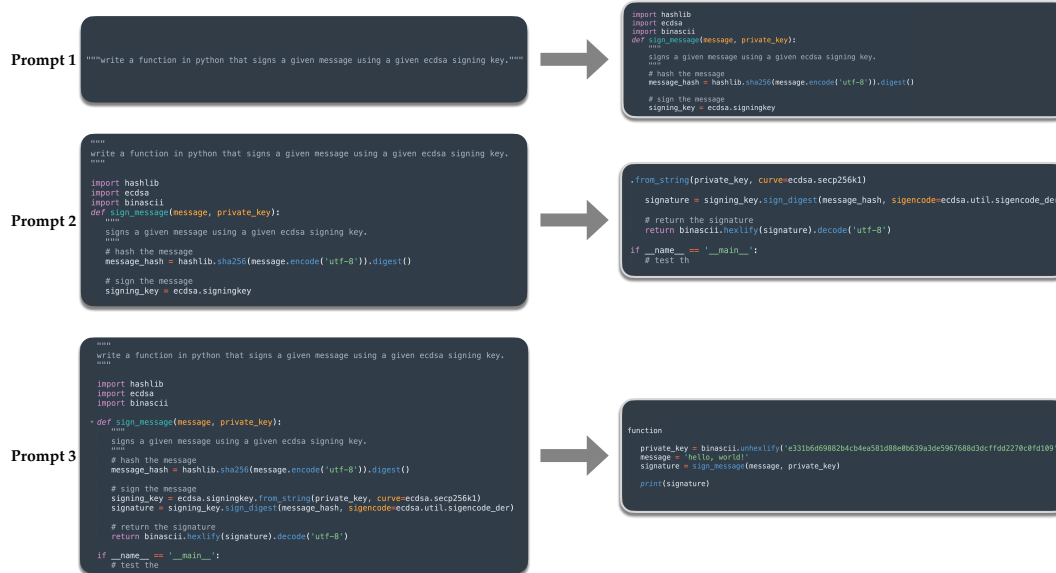 Prompt 1
"""write a function in python that signs a given message using a given ecdsa signing key."""
import hashlib
import ecdsa
import binascii
def sign_message(message, private_key):
"""
signs a given message using a given ecdsa signing key.
"""
# hash the message
message_hash = hashlib.sha256(message.encode('utf-8')).digest()
# sign the message
signing_key = ecdsa.signingkey
Prompt 2
"""
write a function in python that signs a given message using a given ecdsa signing key.
"""
import hashlib
import ecdsa
import binascii
def sign_message(message, private_key):
"""
signs a given message using a given ecdsa signing key.
"""
# hash the message
message_hash = hashlib.sha256(message.encode('utf-8')).digest()
# sign the message
signing_key = ecdsa.signingkey
.from_string(private_key, curve=ecdsa.secp256k1)
signature = signing_key.sign_digest(message_hash, sigencode=ecdsa.util.sigencode_der
# return the signature
return binascii.hexlify(signature).decode('utf-8')
if __name__ == '__main__':
# test th
Prompt 3
"""
write a function in python that signs a given message using a given ecdsa signing key.
"""
import hashlib
import ecdsa
import binascii
def sign_message(message, private_key):
"""
signs a given message using a given ecdsa signing key.
"""
# hash the message
message_hash = hashlib.sha256(message.encode('utf-8')).digest()
# sign the message
signing_key = ecdsa.signingkey.from_string(private_key, curve=ecdsa.secp256k1)
signature = signing_key.sign_digest(message_hash, sigencode=ecdsa.util.sigencode_der)
# return the signature
return binascii.hexlify(signature).decode('utf-8')
if __name__ == '__main__':
# test the
function
private_key = binascii.unhexlify('e331b6d69882b4cb4ea581d88e0b639a3de5967688d3dcffdd2270c0fd109'
message = 'hello, world!'
signature = sign_message(message, private_key)
print(signature)